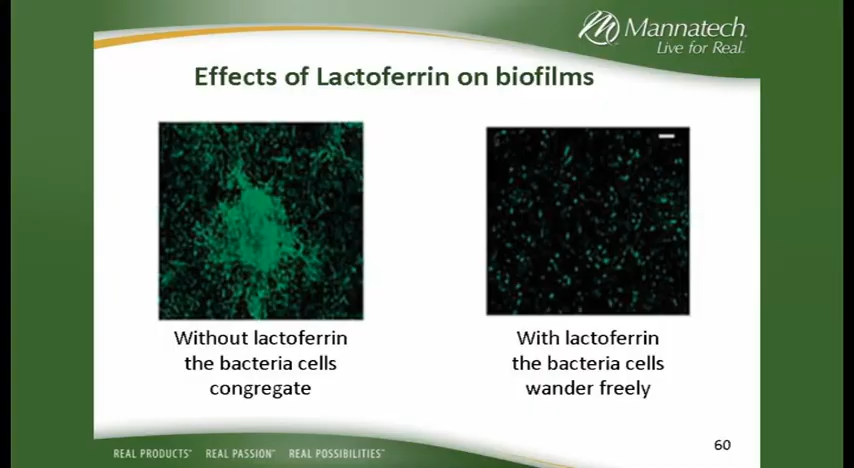 Mannatech
Live for Real.
Effects of Lactoferrin on biofilms
Without lactoferrin
the bacteria cells
congregate
With lactoferrin
the bacteria cells
wander freely
60
REAL PRODUCTS™ REAL PASSION™ REAL POSSIBILITIES™